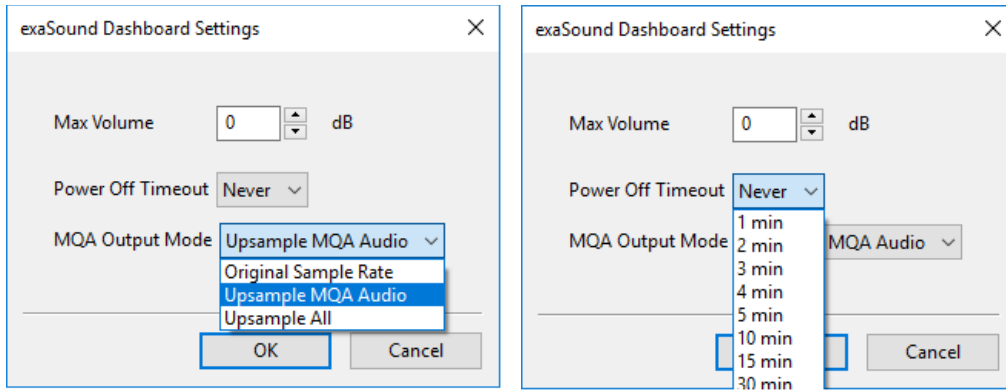 exaSound Dashboard Settings
Max Volume 0 dB
Power Off Timeout Never
MQA Output Mode Upsample MQA Audio
Original Sample Rate
Upsample MQA Audio
Upsample All
OK Cancel
exaSound Dashboard Settings
Max Volume 0 dB
Power Off Timeout Never
1 min
MQA Output Mode 2 min MQA Audio
3 min
4 min
5 min
10 min
15 min Cancel
30 min